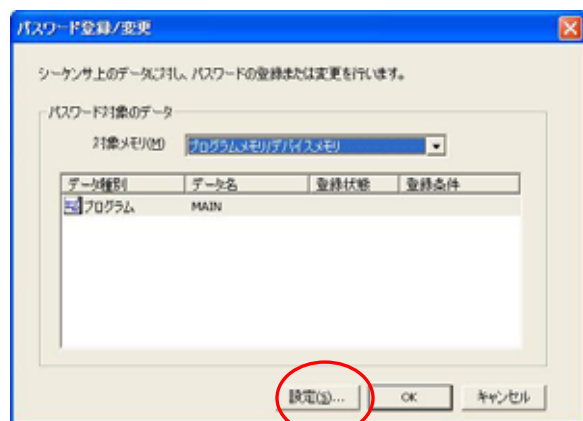 パスワード登録/変更
シーケンサ上のデータに対し、パスワードの登録または変更を行います。
パスワード対象のデータ
対象メモリ(M) プログラムメモリ/デバイスメモリ
データ種別 データ名 登録状態 登録条件
プログラム MAIN
設定(S)... OK キャンセル